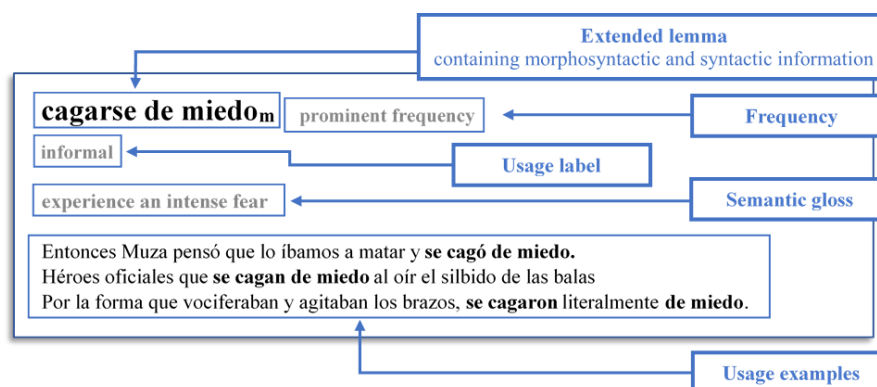 Extended lemma
containing morphosyntactic and syntactic information
cagarse de miedom prominent frequency
Frequency
informal
Usage label
experience an intense fear
Semantic gloss
Entonces Muza pensó que lo íbamos a matar y se cagó de miedo.
Héroes oficiales que se cagan de miedo al oír el silbido de las balas
Por la forma que vociferaban y agitaban los brazos, se cagaron literalmente de miedo.
Usage examples